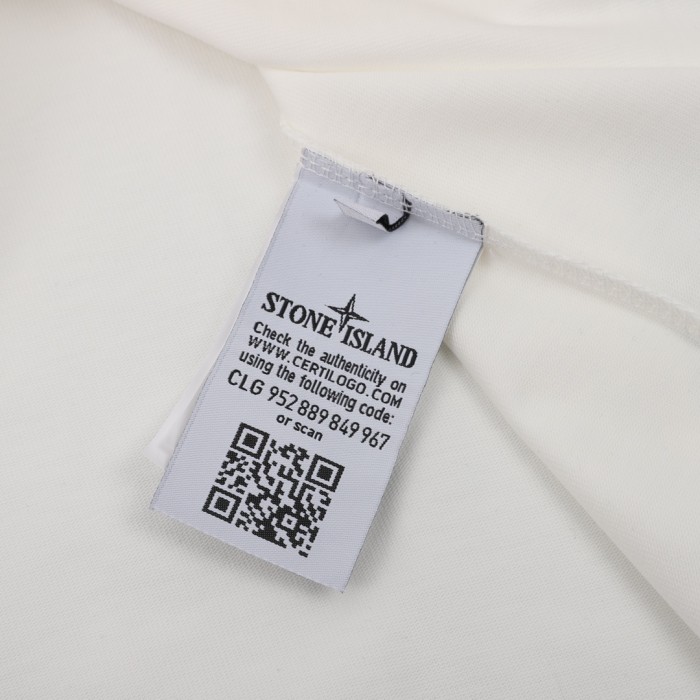 STONE ISLAND
Check the authenticity on
WWW.CERTILOGO.COM
using the following code:
CLG 952 889 849 967
or scan